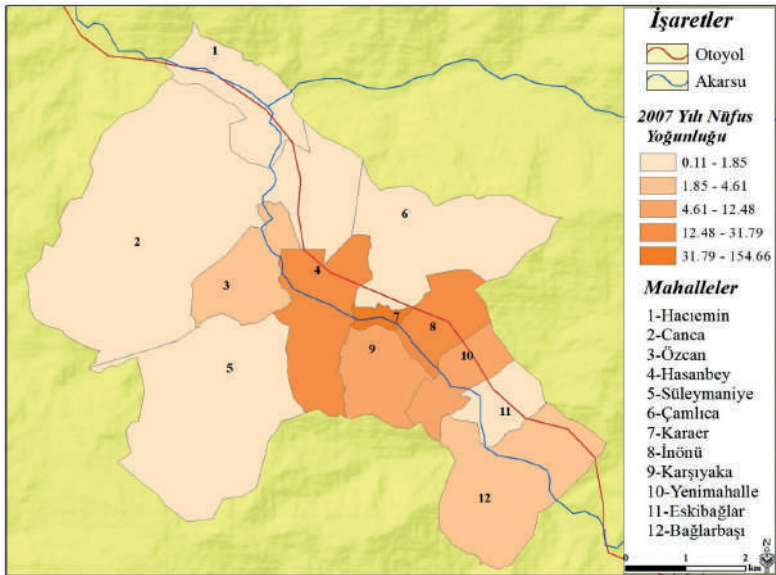 1
2
3
4
5
6
7
8
9
10
11
12
İşaretler
Otoyol
Akarsu
2007 Yılı Nüfus
Yoğunluğu
0.11 - 1.85
1.85 - 4.61
4.61 - 12.48
12.48 - 31.79
31.79 - 154.66
Mahalleler
1-Hacıemin
2-Canca
3-Özcan
4-Hasanbey
5-Süleymaniye
6-Çamlıca
7-Karaer
8-İnönü
9-Karşıyaka
10-Yenimahalle
11-Eskibağlar
12-Bağlarbaşı
0 1 2
km